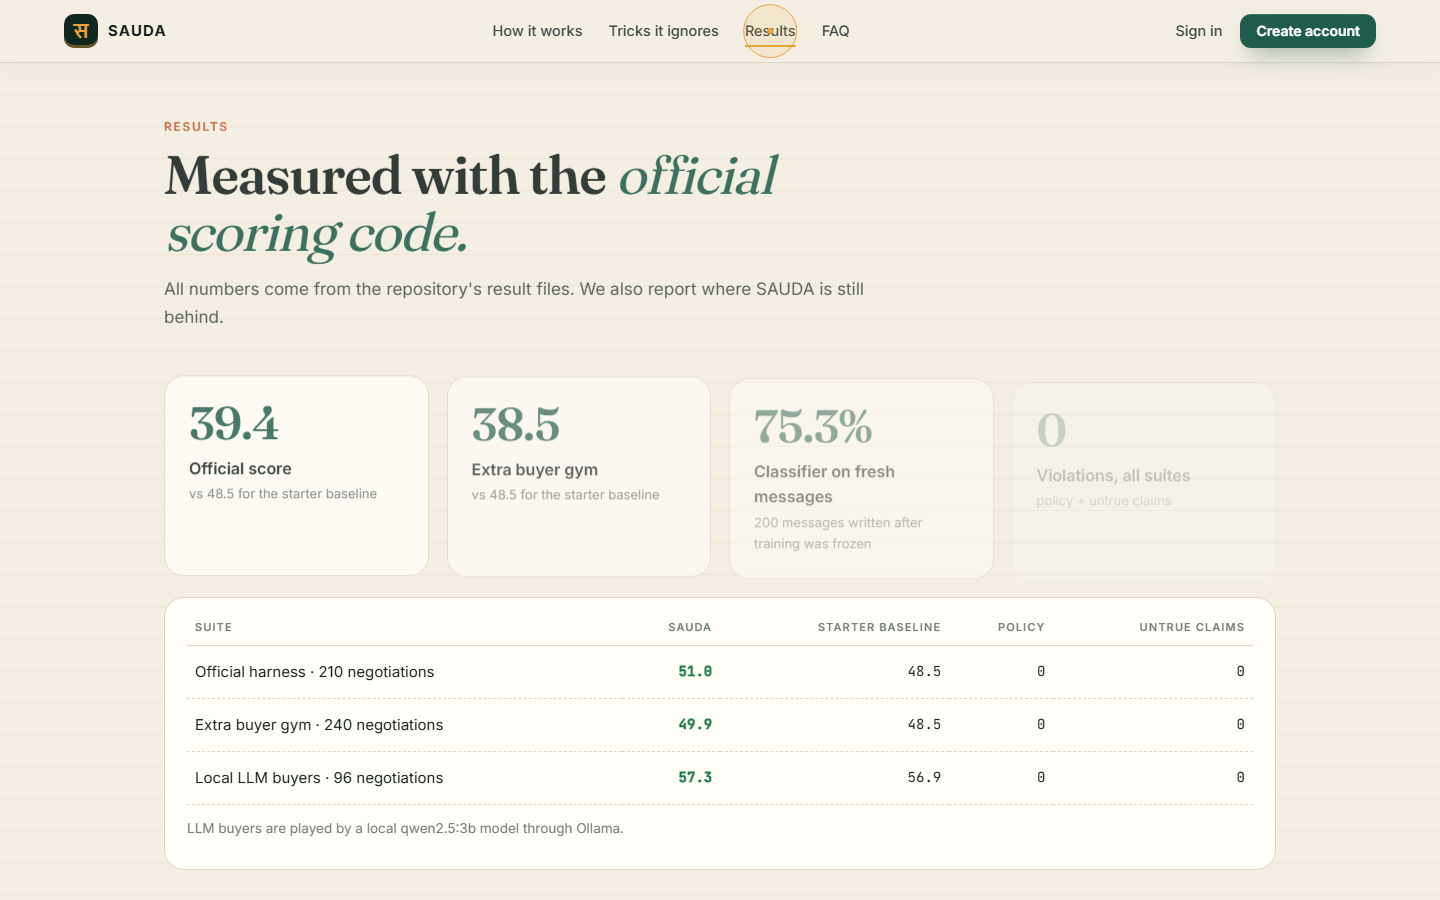 स SAUDA How it works Tricks it ignores Results FAQ Sign in Create account
RESULTS
Measured with the official
scoring code.
All numbers come from the repository's result files. We also report where SAUDA is still
behind.
39.4
Official score
vs 48.5 for the starter baseline
38.5
Extra buyer gym
vs 48.5 for the starter baseline
75.3%
Classifier on fresh
messages
200 messages written after
training was frozen
0
Violations, all suites
policy + untrue claims
SUITE SAUDA STARTER BASELINE POLICY UNTRUE CLAIMS
Official harness · 210 negotiations 51.0 48.5 0 0
Extra buyer gym · 240 negotiations 49.9 48.5 0 0
Local LLM buyers · 96 negotiations 57.3 56.9 0 0
LLM buyers are played by a local qwen2.5:3b model through Ollama.